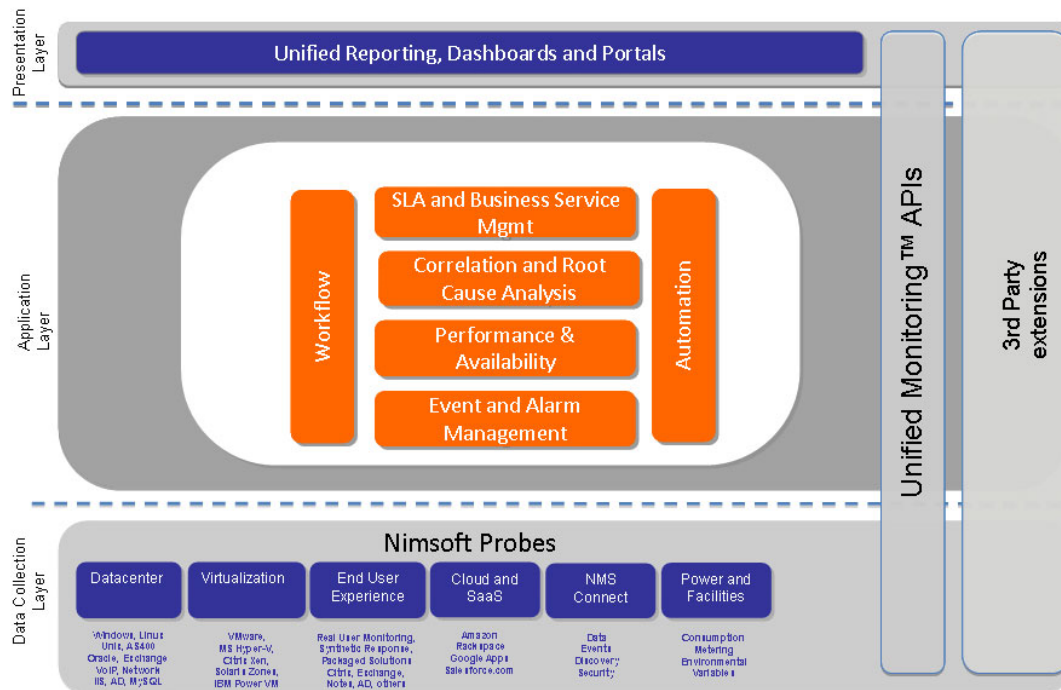 Presentation
Layer
Unified Reporting, Dashboards and Portals
Application
Layer
Workflow
SLA and Business Service
Mgmt
Correlation and Root
Cause Analysis
Performance &
Availability
Event and Alarm
Management
Automation
Unified Monitoring™ APIs
3rd Party
extensions
Data Collection
Layer
Nimsoft Probes
Datacenter
Windows, Linux
Unix, AS400
Oracle, Exchange
VoIP, Network
IIS, AD, MySQL
Virtualization
VMware,
MS Hyper-V,
Citrix Xen,
Solaris Zones,
IBM Power VM
End User
Experience
Real User Monitoring,
Synthetic Response,
Packaged Solutions
Citrix, Exchange,
Notes, AD, others
Cloud and
SaaS
Amazon
Rackspace
Google Apps
Salesforce.com
NMS
Connect
Data
Events
Discovery
Security
Power and
Facilities
Consumption
Metering
Environmental
Variables